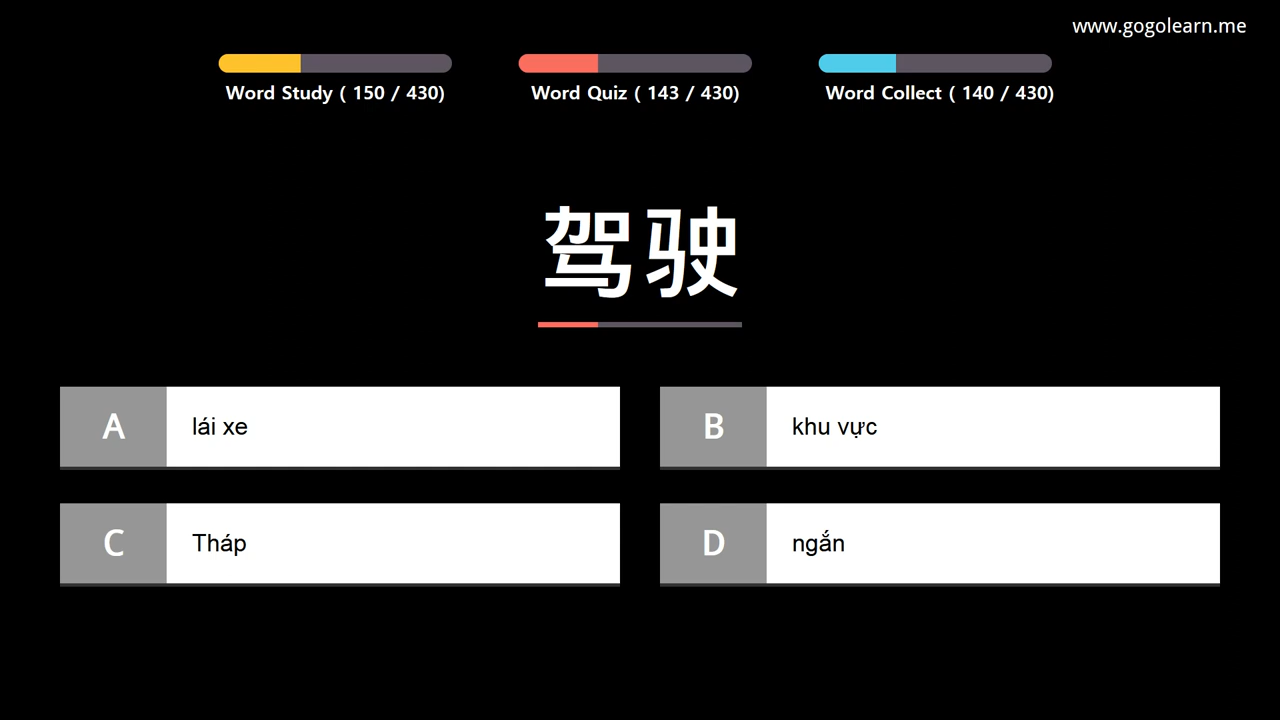 www.gogolearn.me
Word Study ( 150 / 430)
Word Quiz ( 143 / 430)
Word Collect ( 140 / 430)
驾驶
A lái xe
B khu vực
C Tháp
D ngắn